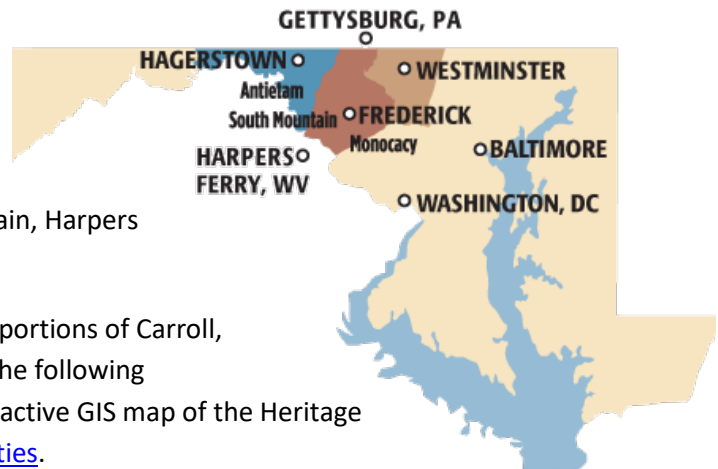 GETTYSBURG, PA
HAGERSTOWN
WESTMINSTER
Antietam
South Mountain
FREDERICK
Monocacy
HARPERS
FERRY, WV
BALTIMORE
WASHINGTON, DC
ain, Harpers
portions of Carroll,
he following
active GIS map of the Heritage
ties.